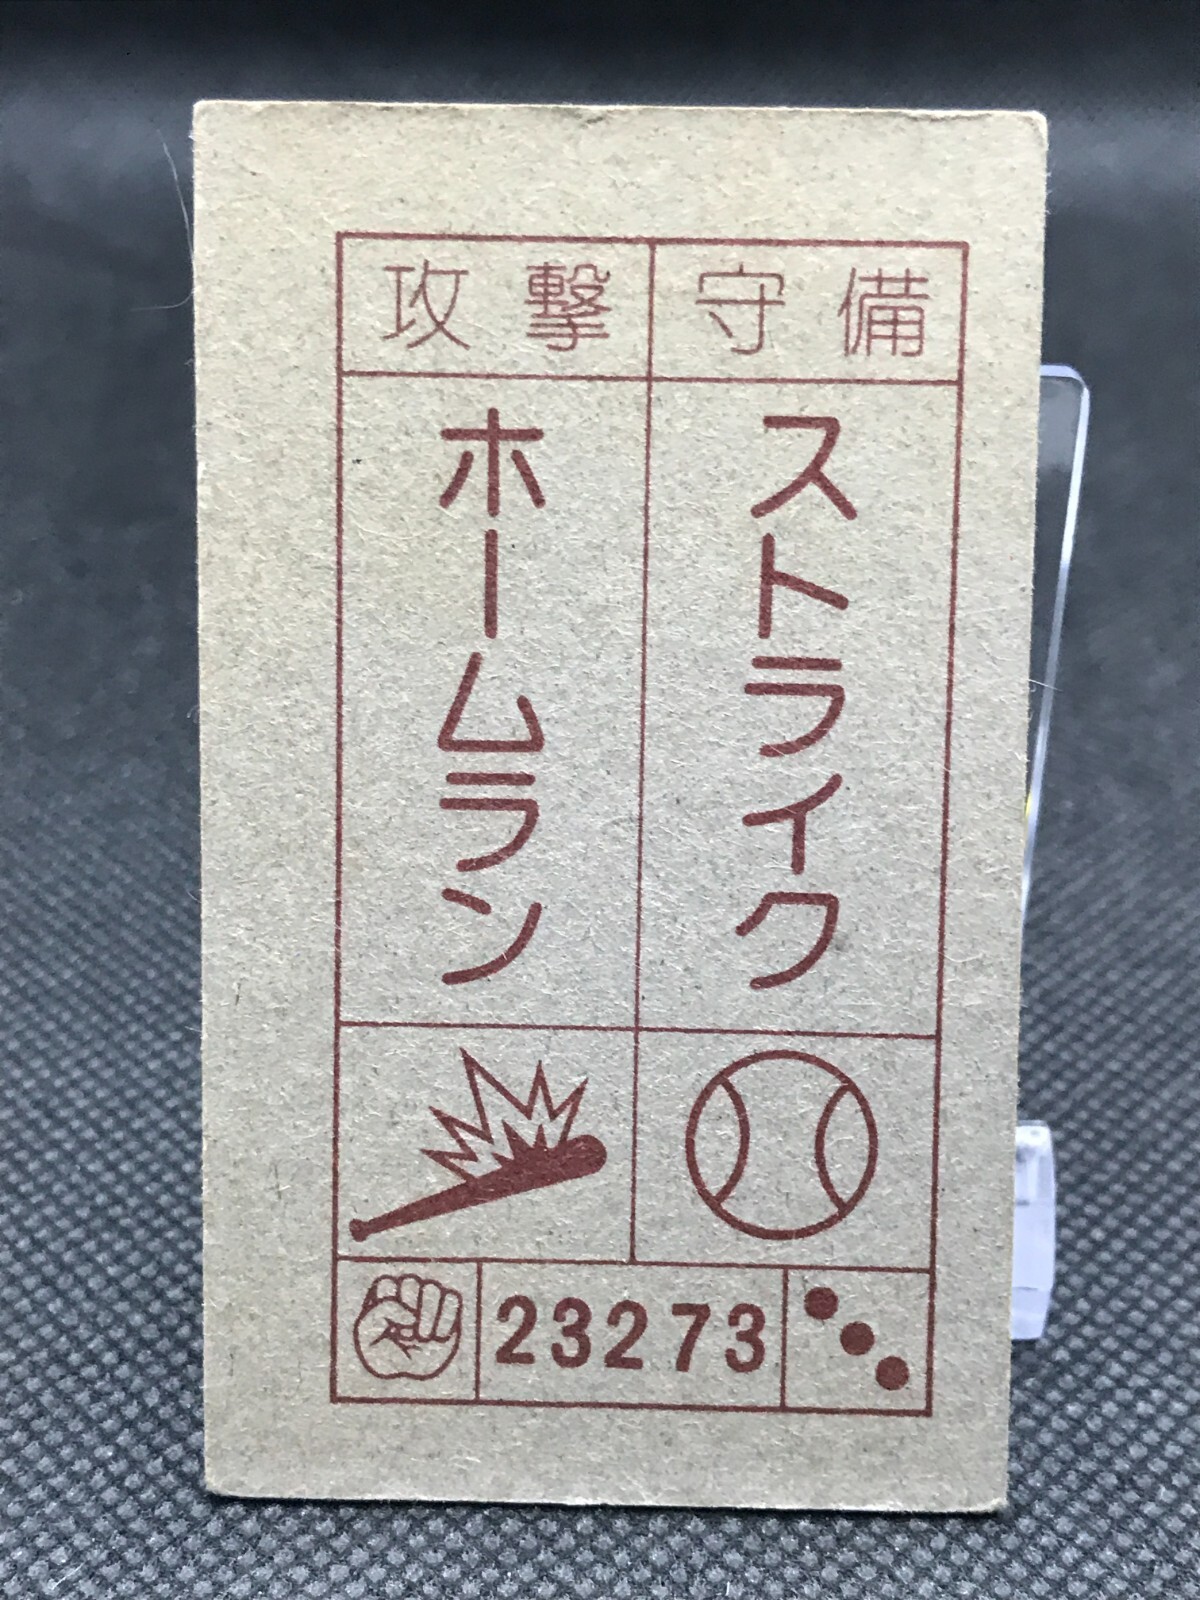 攻撃
守備
ホームラン
ストライク
23273